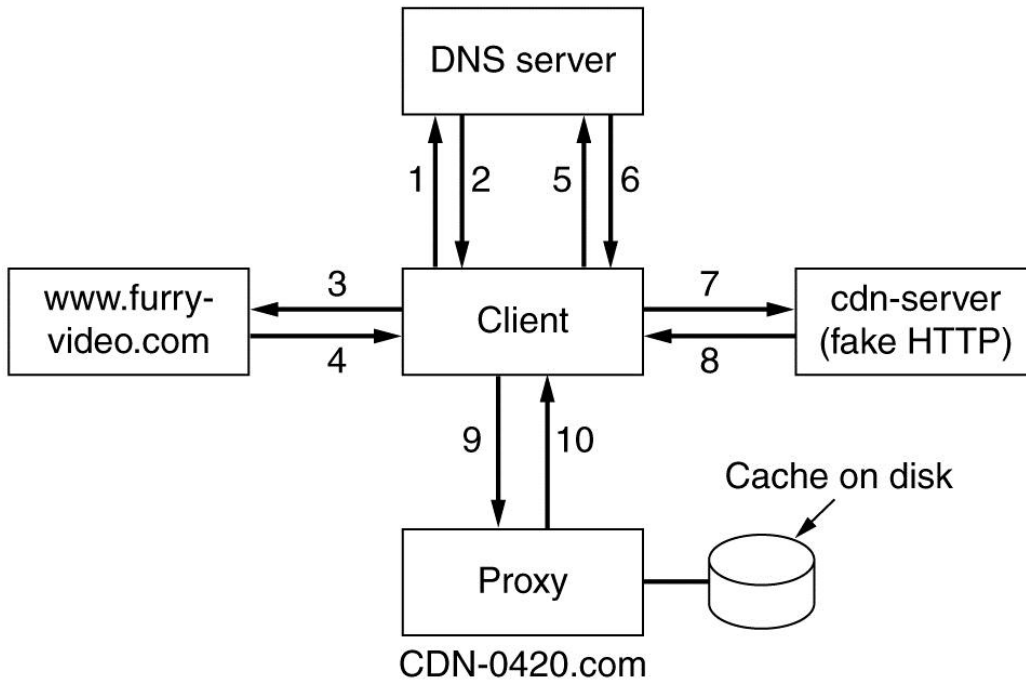 DNS server
1
2
5
6
www.furry-
video.com
3
4
Client
7
8
cdn-server
(fake HTTP)
9
10
Cache on disk
Proxy
CDN-0420.com